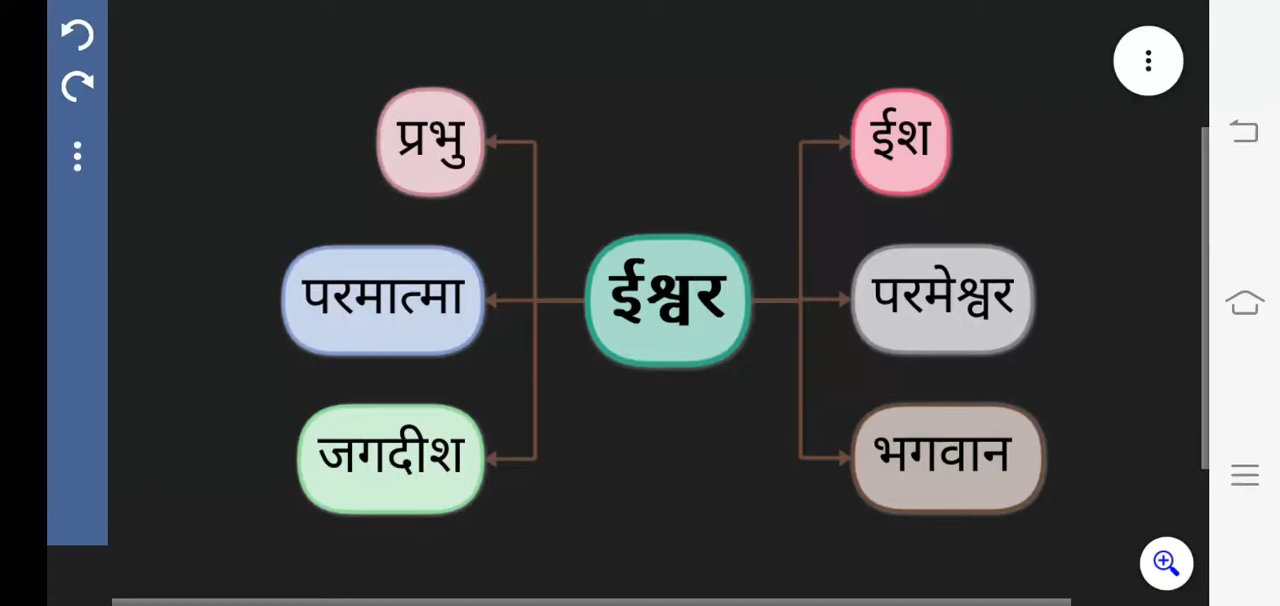 प्रभु
ईश
परमात्मा
ईश्वर
परमेश्वर
जगदीश
भगवान